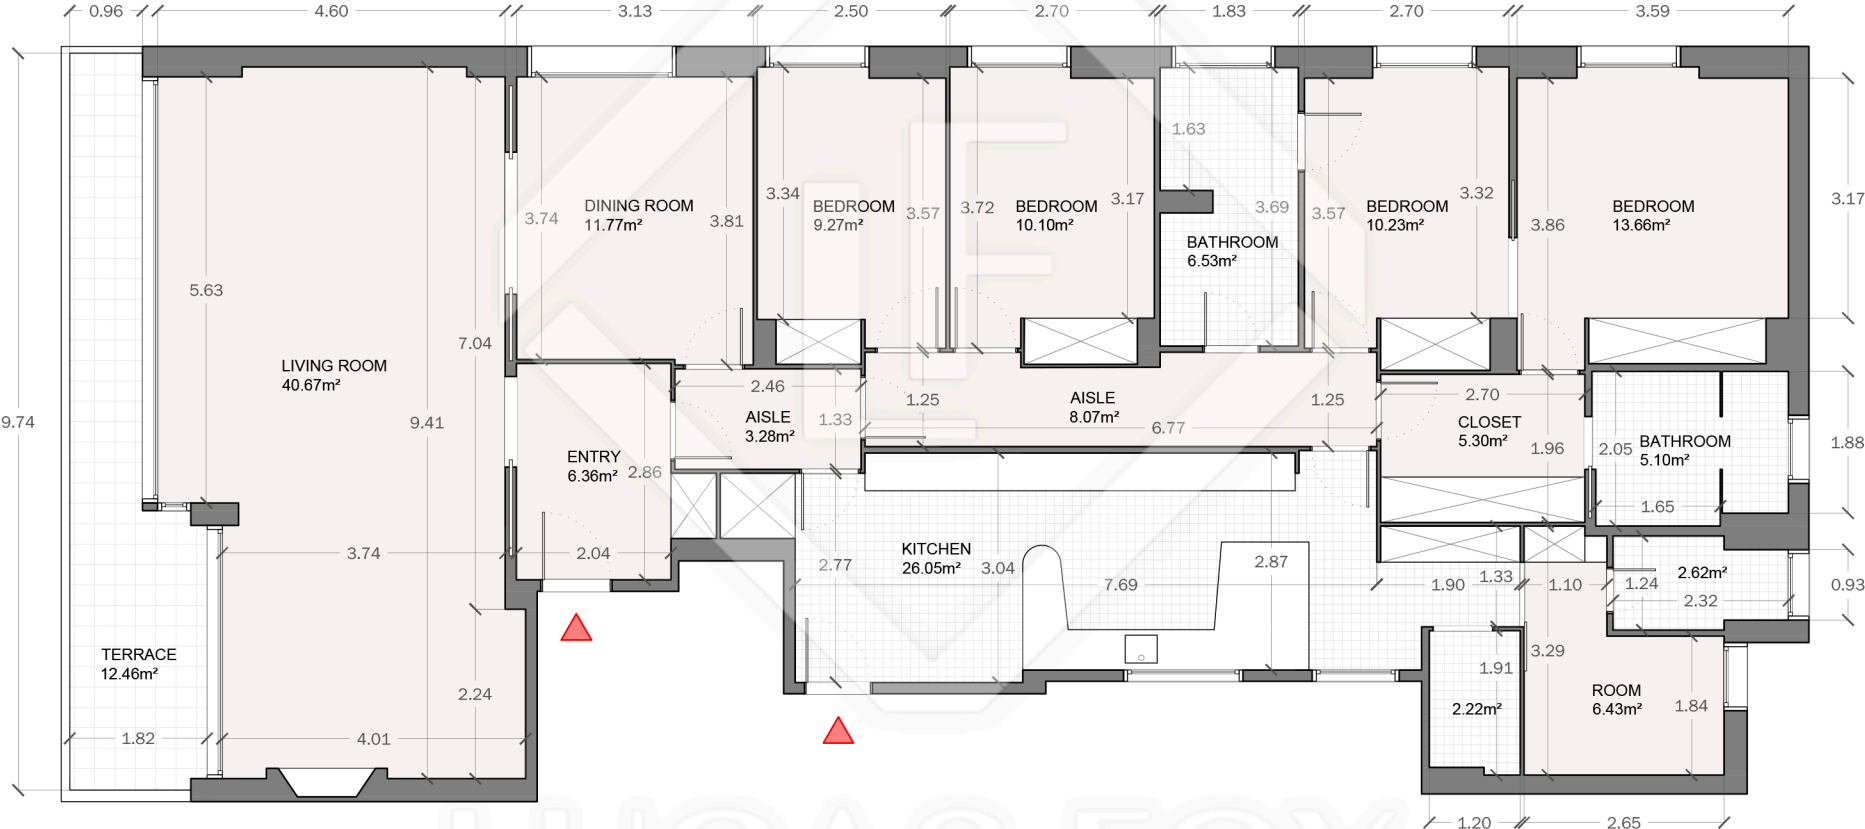 0.96 4.60 3.13 2.50 2.70 1.83 2.70 3.59
1.63
3.34 3.17 3.32 3.17
DINING ROOM BEDROOM BEDROOM BEDROOM BEDROOM
11.77m² 9.27m² 10.10m² 10.23m² 13.66m²
3.74 3.81 3.57 3.72 3.69 3.57 3.86
BATHROOM
6.53m²
5.63
7.04
LIVING ROOM
40.67m²
2.46 1.25 AISLE 1.25 2.70
8.07m²
9.74 9.41 AISLE 1.33 6.77 CLOSET
3.28m² 5.30m²
1.96 2.05 BATHROOM 1.88
5.10m²
ENTRY
6.36m² 2.86
1.65
3.74 2.04 KITCHEN
26.05m²
2.77 3.04 7.69 2.87 1.90 1.33 1.10 1.24 2.62m² 0.93
2.32
TERRACE
12.46m²
2.24 1.91 3.29 ROOM
6.43m²
2.22m² 1.84
1.82 4.01
1.20 2.65
LUCAS FOX